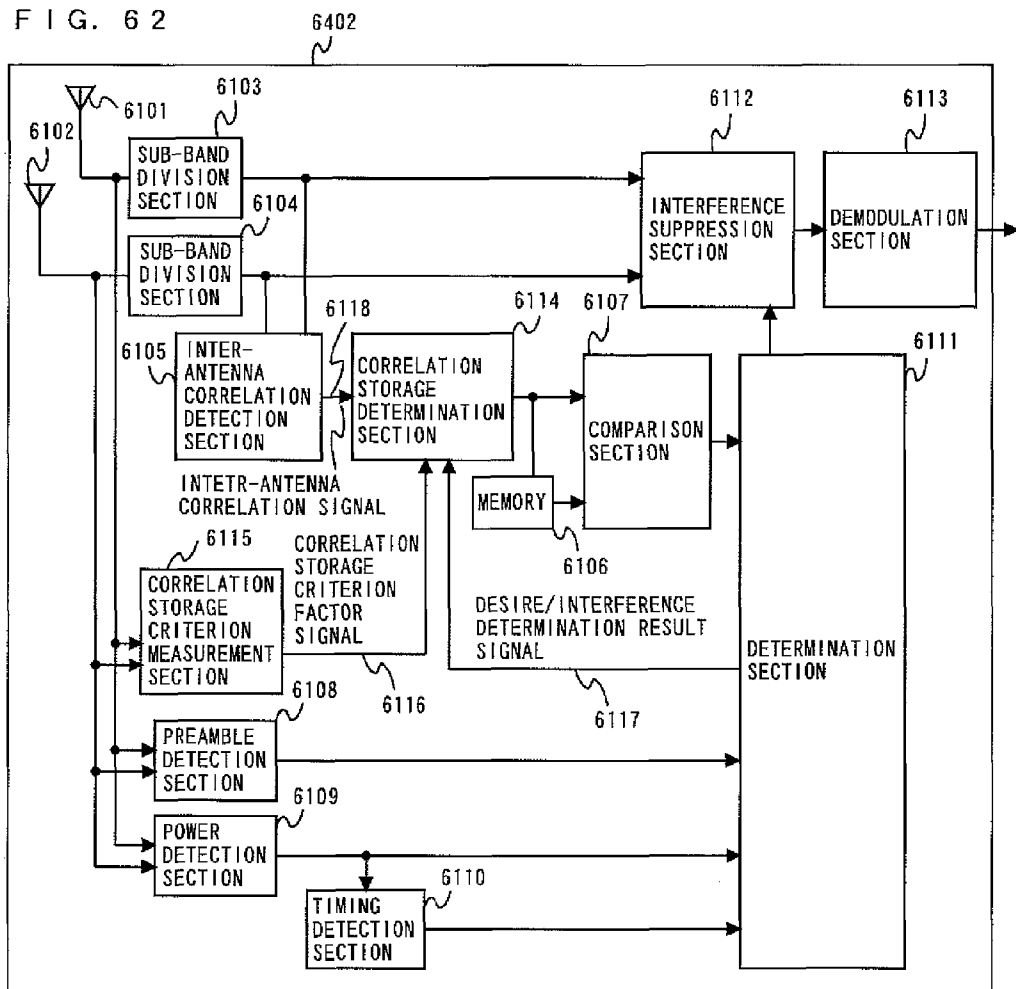 FIG. 62
6402
6101
6102
6103
SUB-BAND
DIVISION
SECTION
6104
SUB-BAND
DIVISION
SECTION
6112
INTERFERENCE
SUPPRESSION
SECTION
6113
DEMODULATION
SECTION
6105
INTER-
ANTENNA
CORRELATION
DETECTION
SECTION
6118
INTETR-ANTENNA
CORRELATION SIGNAL
6114
CORRELATION
STORAGE
DETERMINATION
SECTION
6107
COMPARISON
SECTION
MEMORY
6106
6111
DETERMINATION
SECTION
6115
CORRELATION
STORAGE
CRITERION
MEASUREMENT
SECTION
CORRELATION
STORAGE
CRITERION
FACTOR
SIGNAL
6116
DESIRE/INTERFERENCE
DETERMINATION RESULT
SIGNAL
6117
6108
PREAMBLE
DETECTION
SECTION
6109
POWER
DETECTION
SECTION
6110
TIMING
DETECTION
SECTION